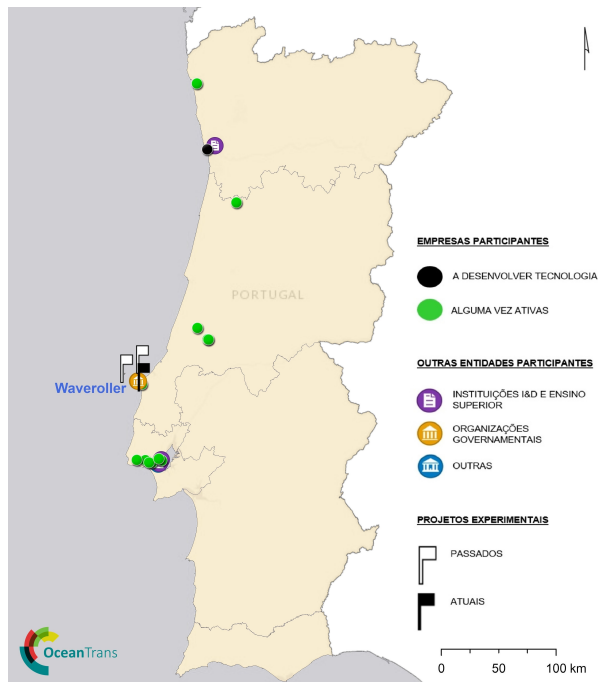 PORTUGAL
Waveroller
EMPRESAS PARTICIPANTES
A DESENVOLVER TECNOLOGIA
ALGUMA VEZ ATIVAS
OUTRAS ENTIDADES PARTICIPANTES
INSTITUIÇÕES I&D E ENSINO
SUPERIOR
ORGANIZAÇÕES
GOVERNAMENTAIS
OUTRAS
PROJETOS EXPERIMENTAIS
PASSADOS
ATUAIS
0 50 100 km
OceanTrans